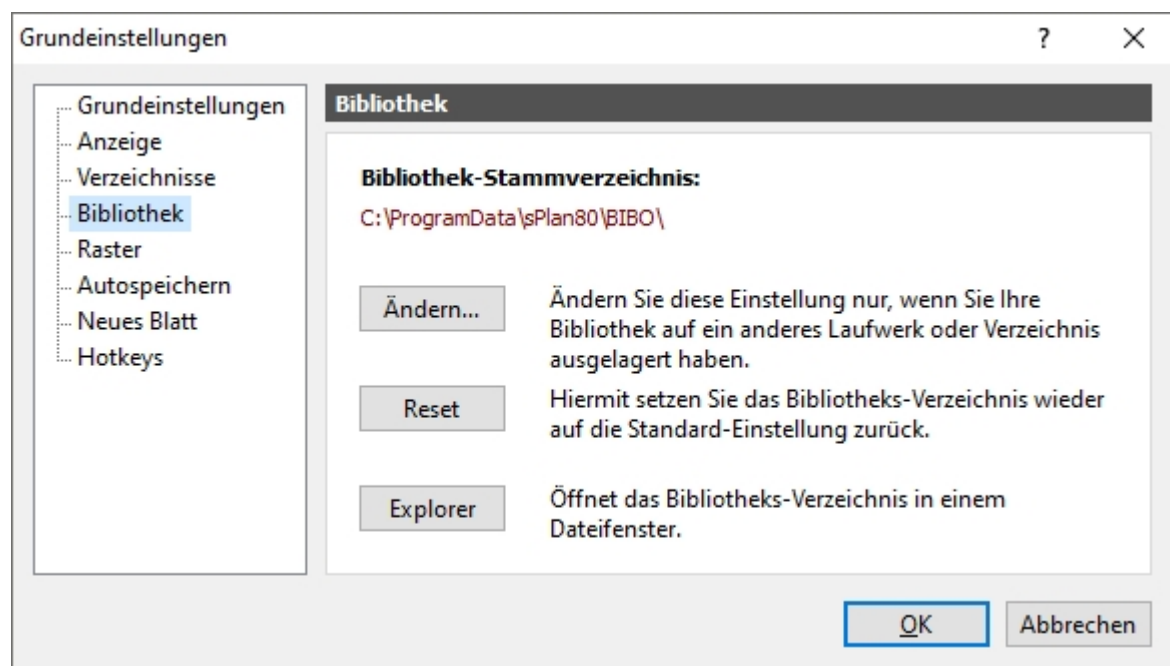 Grundeinstellungen
?
Grundeinstellungen
Anzeige
Verzeichnisse
Bibliothek
Raster
Autospeichern
Neues Blatt
Hotkeys
Bibliothek
Bibliothek-Stammverzeichnis:
C:\ProgramData\sPlan80\BIBO\
Ändern...
Ändern Sie diese Einstellung nur, wenn Sie Ihre
Bibliothek auf ein anderes Laufwerk oder Verzeichnis
ausgelagert haben.
Reset
Hiermit setzen Sie das Bibliotheks-Verzeichnis wieder
auf die Standard-Einstellung zurück.
Explorer
Öffnet das Bibliotheks-Verzeichnis in einem
Dateifenster.
OK
Abbrechen